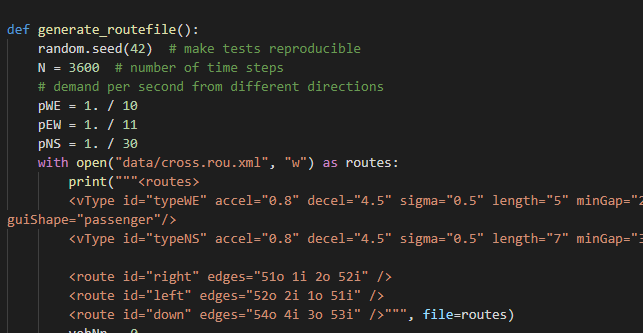 def generate_routefile():
random.seed(42)  # make tests reproducible
N = 3600  # number of time steps
# demand per second from different directions
pWE = 1. / 10
pEW = 1. / 11
pNS = 1. / 30
with open("data/cross.rou.xml", "w") as routes:
print("""<routes>
<vType id="typeWE" accel="0.8" decel="4.5" sigma="0.5" length="5" minGap="2
guiShape="passenger"/>
<vType id="typeNS" accel="0.8" decel="4.5" sigma="0.5" length="7" minGap="3
<route id="right" edges="51o 1i 2o 52i" />
<route id="left" edges="52o 2i 1o 51i" />
<route id="down" edges="54o 4i 3o 53i" />""", file=routes)